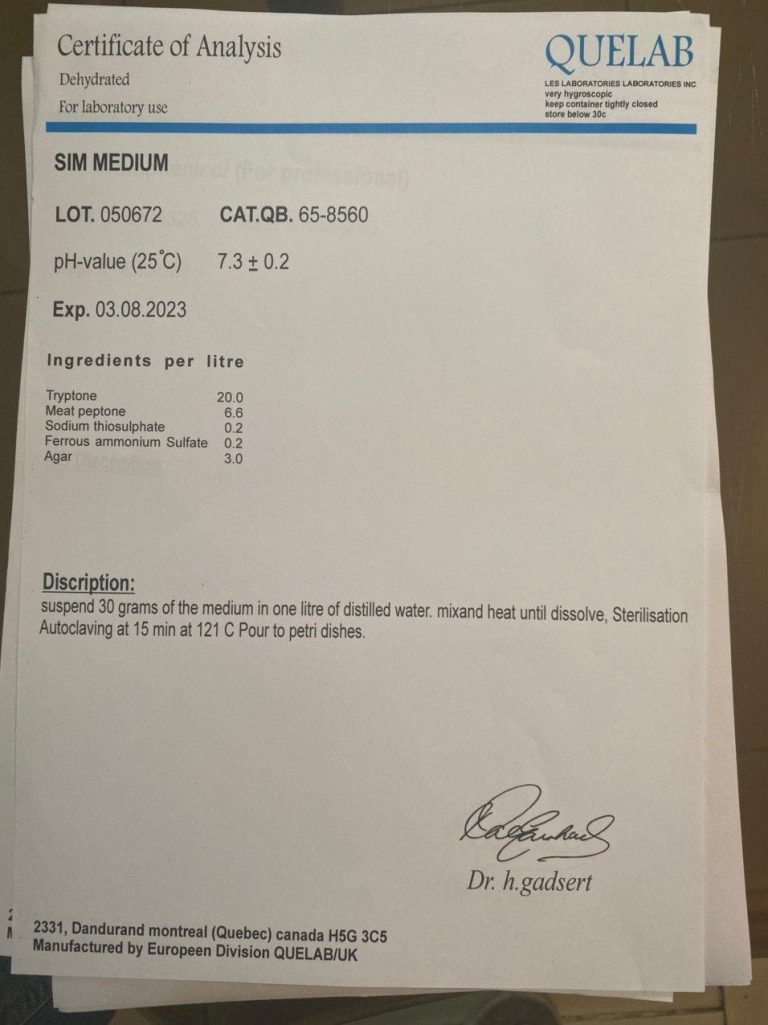 Certificate of Analysis
Dehydrated
For laboratory use
QUELAB
LES LABORATORIES LABORATORIES INC
very hygroscopic
keep container tightly closed
store below 30c
SIM MEDIUM
LOT. 050672 CAT.QB. 65-8560
pH-value (25°C) 7.3 ± 0.2
Exp. 03.08.2023
Ingredients per litre
Tryptone 20.0
Meat peptone 6.6
Sodium thiosulphate 0.2
Ferrous ammonium Sulfate 0.2
Agar 3.0
Discription:
suspend 30 grams of the medium in one litre of distilled water. mixand heat until dissolve, Sterilisation
Autoclaving at 15 min at 121 C Pour to petri dishes.
Dr. h.gadsert
2331, Dandurand montreal (Quebec) canada H5G 3C5
Manufactured by Europeen Division QUELAB/UK